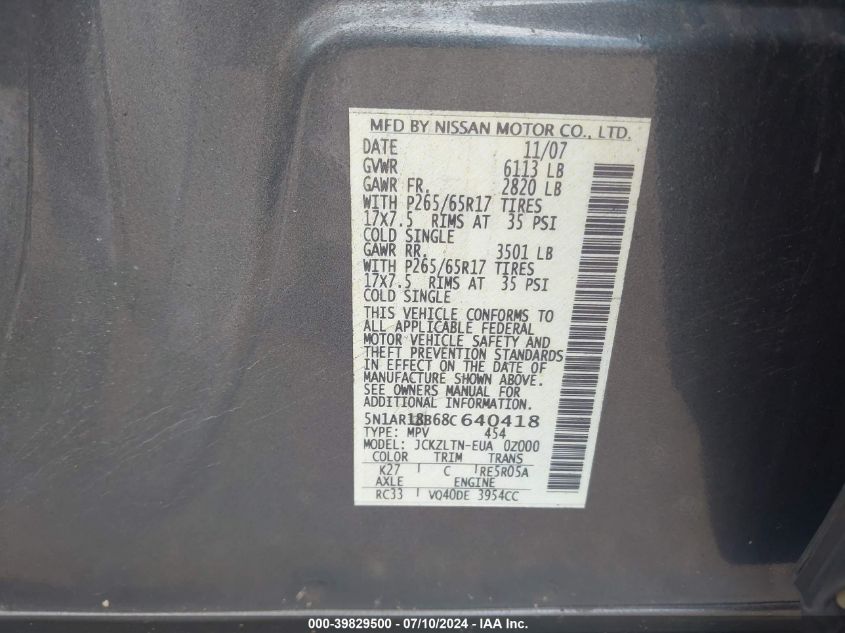 MFD BY NISSAN MOTOR CO., LTD.
DATE 11/07
GVWR 6113 LB
GAWR FR. 2820 LB
WITH P265/65R17 TIRES
17X7.5 RIMS AT 35 PSI
COLD SINGLE
GAWR RR. 3501 LB
WITH P265/65R17 TIRES
17X7.5 RIMS AT 35 PSI
COLD SINGLE
THIS VEHICLE CONFORMS TO
ALL APPLICABLE FEDERAL
MOTOR VEHICLE SAFETY AND
THEFT PREVENTION STANDARDS
IN EFFECT ON THE DATE OF
MANUFACTURE SHOWN ABOVE.
SEE OWNERS MANUAL FOR
ADDITIONAL INFORMATION.
5N1AR18B68C640418
TYPE: MPV 454
MODEL: JCKZLTN-EUA 0Z000
COLOR TRIM TRANS
K27 C RE5R05A
AXLE ENGINE
RC33 VQ40DE 3954CC
000-39829500 / 07/10/2024 - IAA Inc.